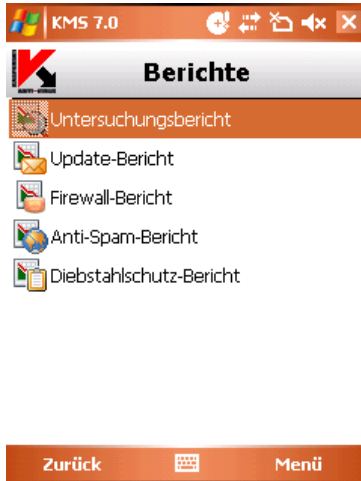 KMS 7.0
Berichte
Untersuchungsbericht
Update-Bericht
Firewall-Bericht
Anti-Spam-Bericht
Diebstahlschutz-Bericht
Zurück
Menü